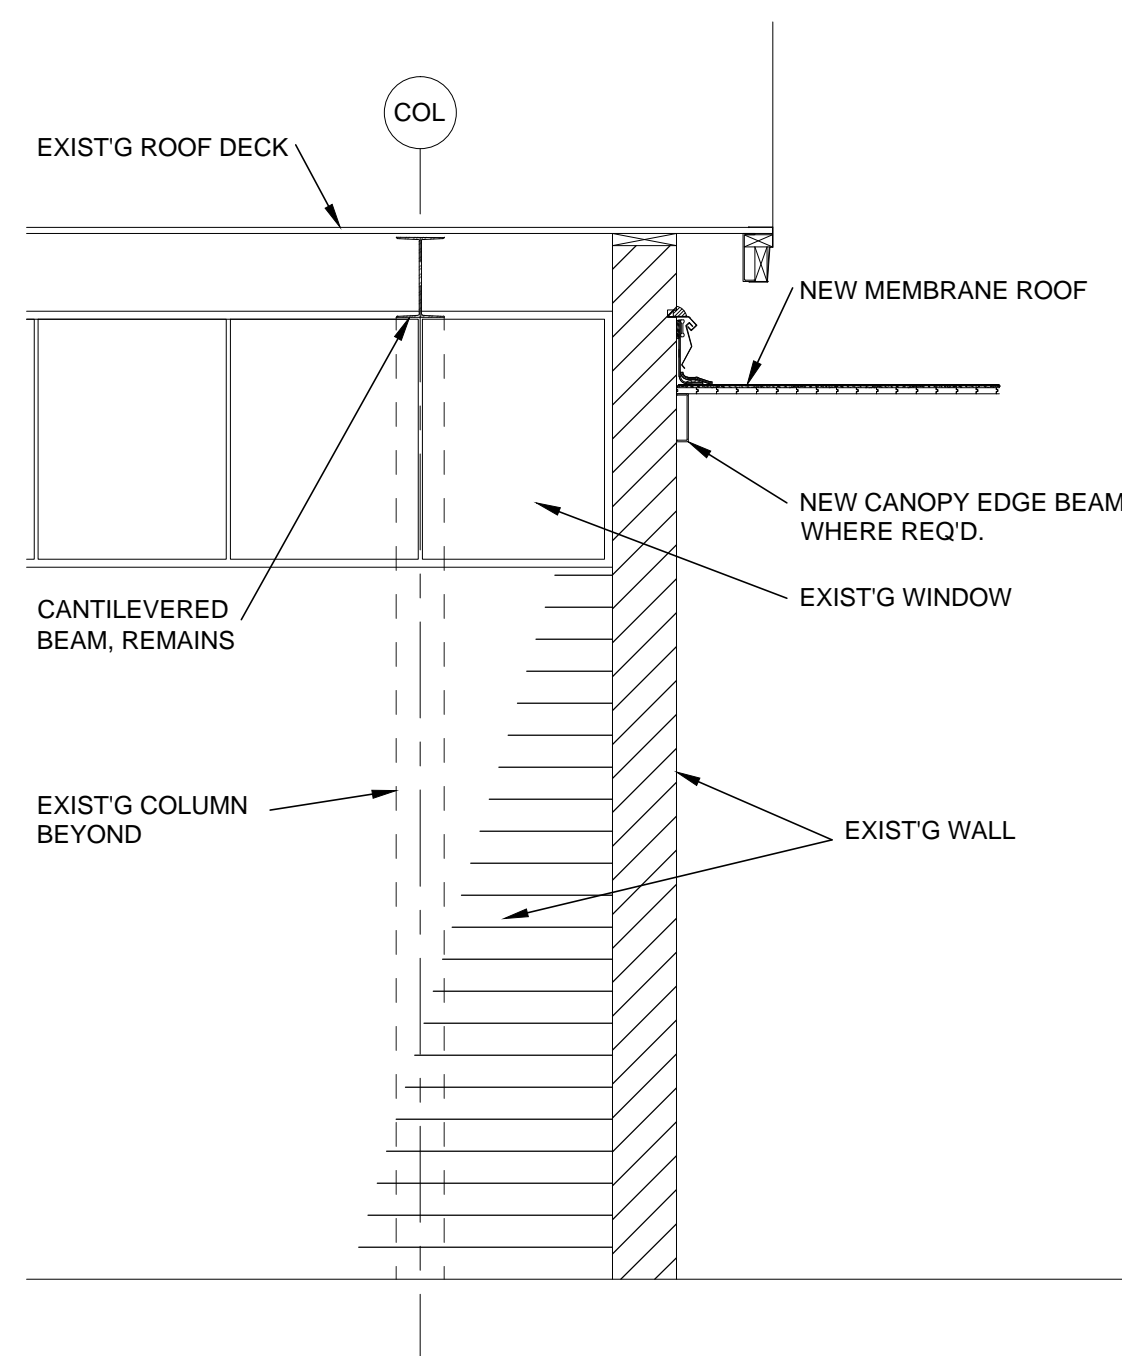 COL
EXIST'G ROOF DECK
NEW MEMBRANE ROOF
NEW CANOPY EDGE BEAM
WHERE REQ'D.
EXIST'G WINDOW
CANTILEVERED
BEAM, REMAINS
EXIST'G COLUMN
BEYOND
EXIST'G WALL